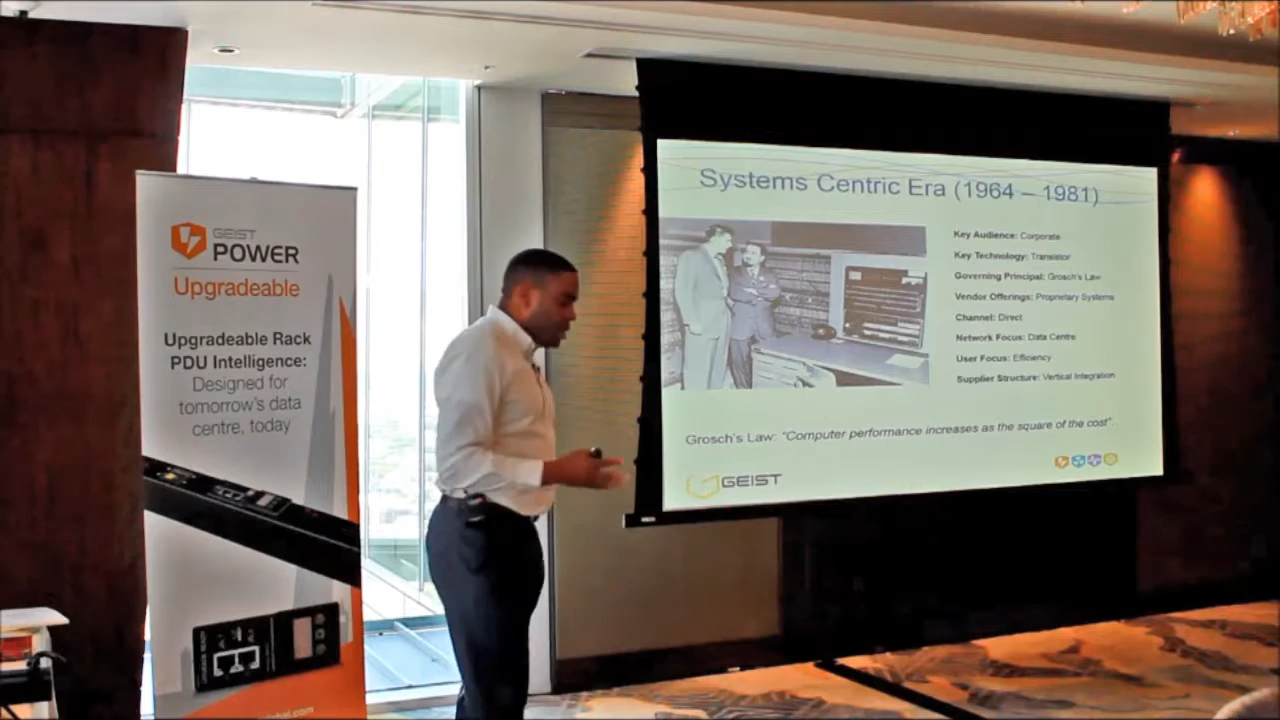 GEIST
POWER
Upgradeable
Upgradeable Rack
PDU Intelligence:
Designed for
tomorrow's data
centre, today
UPGRADE READY
Systems Centric Era (1964 – 1981)
Key Audience: Corporate
Key Technology: Transistor
Governing Principal: Grosch's Law
Vendor Offerings: Proprietary Systems
Channel: Direct
Network Focus: Data Centre
User Focus: Efficiency
Supplier Structure: Vertical Integration
Grosch's Law: "Computer performance increases as the square of the cost".
GEIST